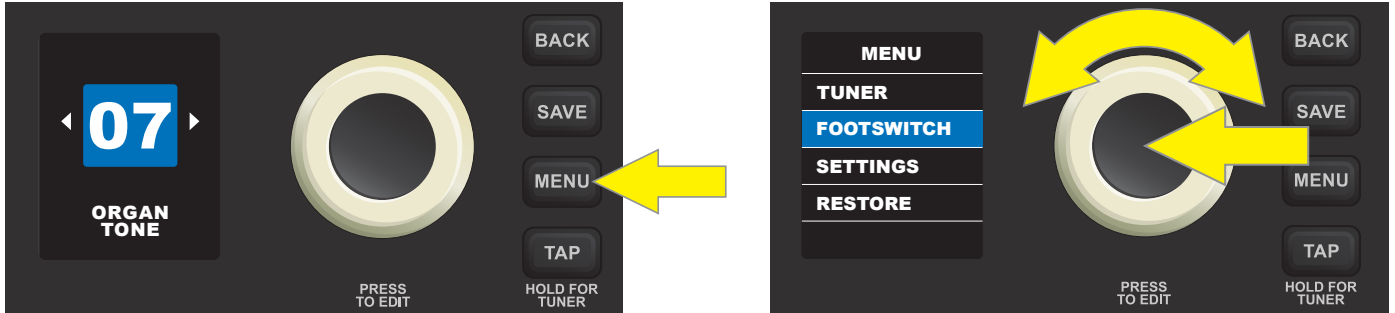 07
ORGAN
TONE
BACK
SAVE
MENU
TAP
PRESS
TO EDIT
HOLD FOR
TUNER
MENU
TUNER
FOOTSWITCH
SETTINGS
RESTORE
BACK
SAVE
MENU
TAP
PRESS
TO EDIT
HOLD FOR
TUNER